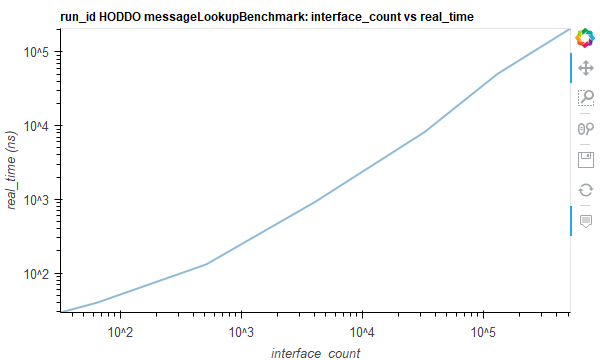 run_id HODDO messageLookupBenchmark: interface_count vs real_time
10^5
10^4
10^3
10^2
real_time (ns)
10^2 10^3 10^4 10^5
interface_count